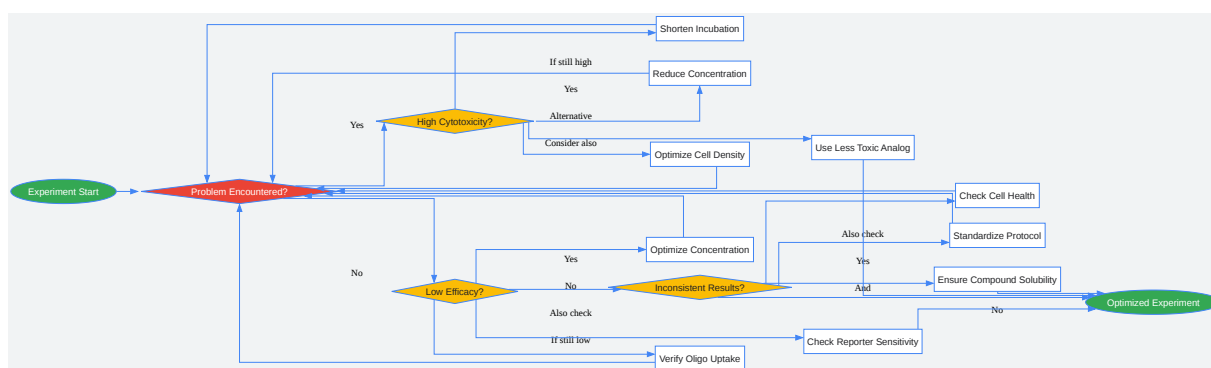 Shorten Incubation
If still high
Reduce Concentration
Yes
Alternative
High Cytotoxicity?
Yes
Consider also
Use Less Toxic Analog
Optimize Cell Density
Experiment Start
Problem Encountered?
Check Cell Health
Also check
Standardize Protocol
Optimize Concentration
Yes
Yes
No
Ensure Compound Solubility
Low Efficacy?
No
Inconsistent Results?
And
Optimized Experiment
Also check
No
If still low
Check Reporter Sensitivity
Verify Oligo Uptake